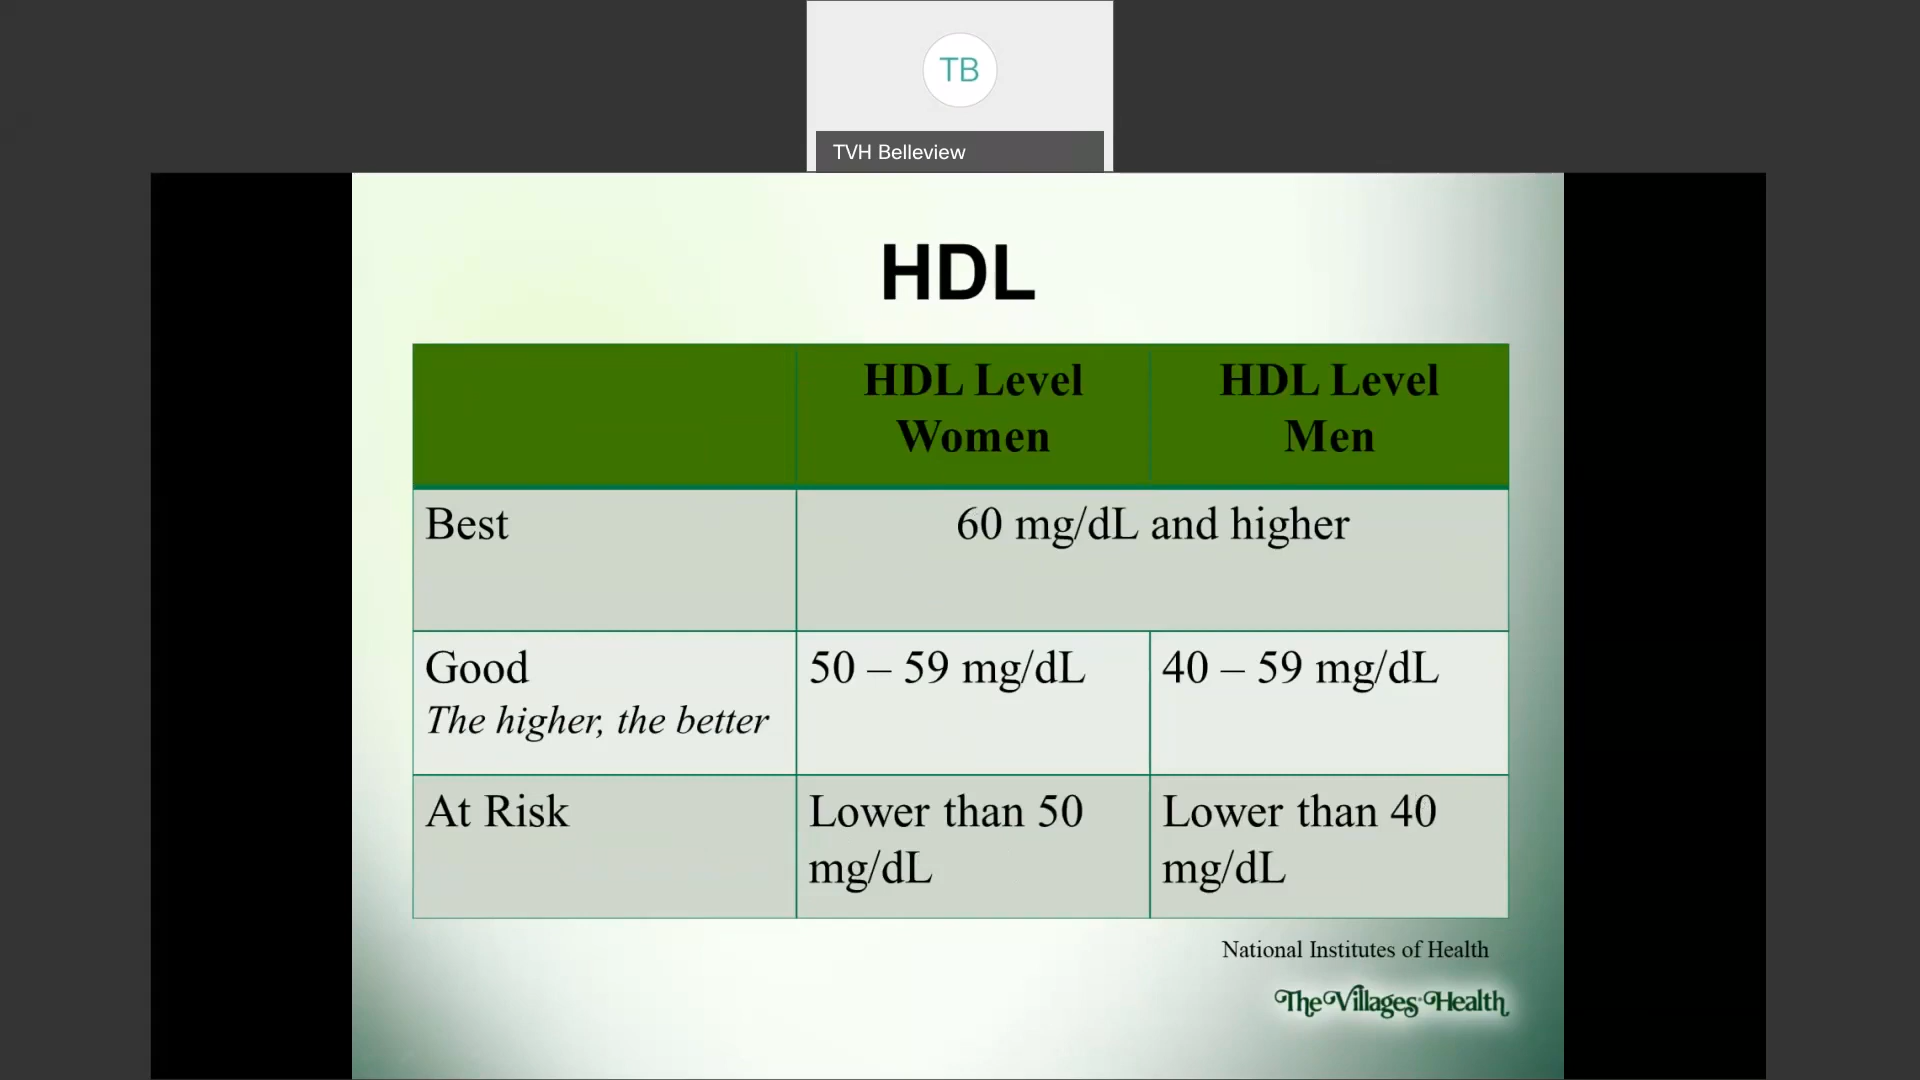 TB
TVH Belleview
HDL
HDL Level
Women
HDL Level
Men
Best
60 mg/dL and higher
Good
The higher, the better
50 – 59 mg/dL
40 – 59 mg/dL
At Risk
Lower than 50
mg/dL
Lower than 40
mg/dL
National Institutes of Health
The Villages Health